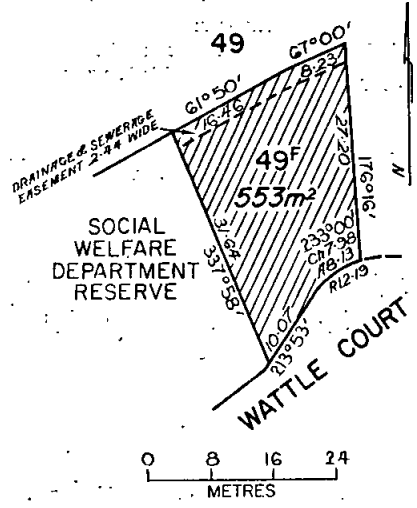 49
67°00'
61°50'
8·23
16·46
DRAINAGE & SEWERAGE
EASEMENT 2·44 WIDE
49F
553m²
27·20
176°16'
N
SOCIAL
WELFARE
DEPARTMENT
RESERVE
31·64
337°58'
233°00'
Ch7·98
R8·13
R12·19
10·07
213°53'
WATTLE COURT
0 8 16 24
METRES